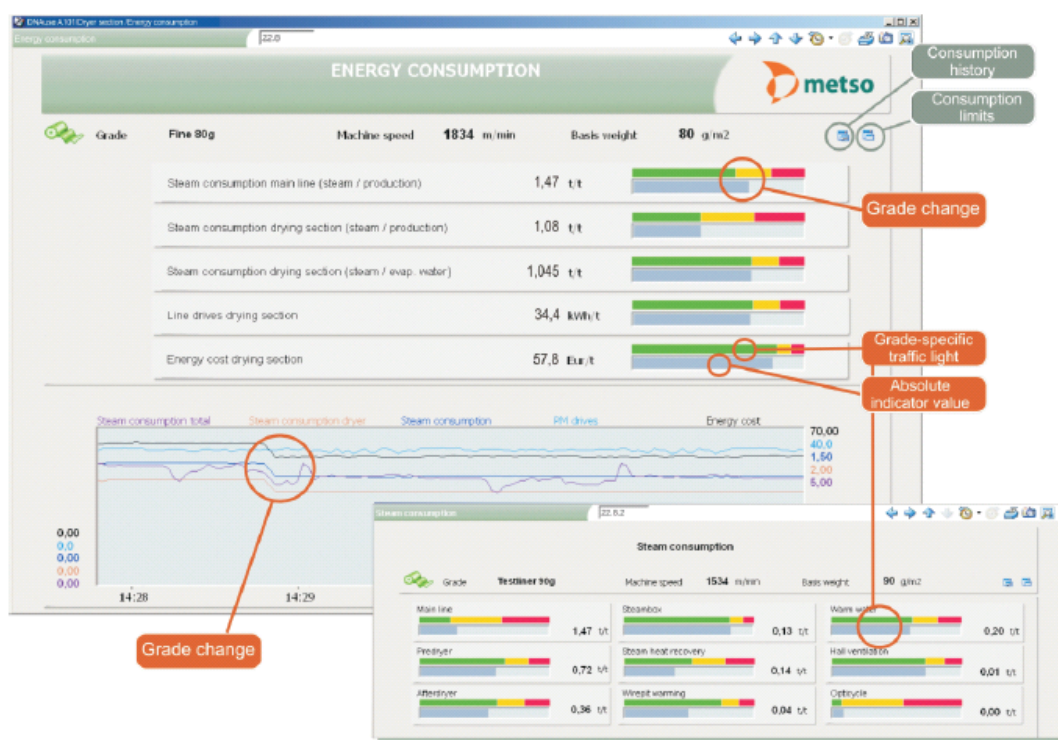 DNAuse A 101/Dryer section /Energy consumption
Energy consumption
22.0
ENERGY CONSUMPTION
metso
Consumption
history
Consumption
limits
Grade Fine 80g Machine speed 1834 m/min Basis weight 80 g/m2
Steam consumption main line (steam / production) 1,47 t/t
Grade change
Steam consumption drying section (steam / production) 1,08 t/t
Steam consumption drying section (steam / evap. water) 1,045 t/t
Line drives drying section 34,4 kWh/t
Energy cost drying section 57,8 Eur/t
Grade-specific
traffic light
Absolute
indicator value
Steam consumption total Steam consumption dryer Steam consumption PM drives Energy cost
70,00
40,0
1,50
2,00
5,00
0,00
0,0
0,00
0,00
0,00
14:28 14:29
Grade change
Steam consumption
22.8.2
Steam consumption
Grade Testliner 90g Machine speed 1534 m/min Basis weight 90 g/m2
Main line Steambox Warm water
1,47 t/t 0,13 t/t 0,20 t/t
Predryer Steam heat recovery Hall ventilation
0,72 t/t 0,14 t/t 0,01 t/t
Afterdryer Wirepit warming Opticycle
0,36 t/t 0,04 t/t 0,00 t/t